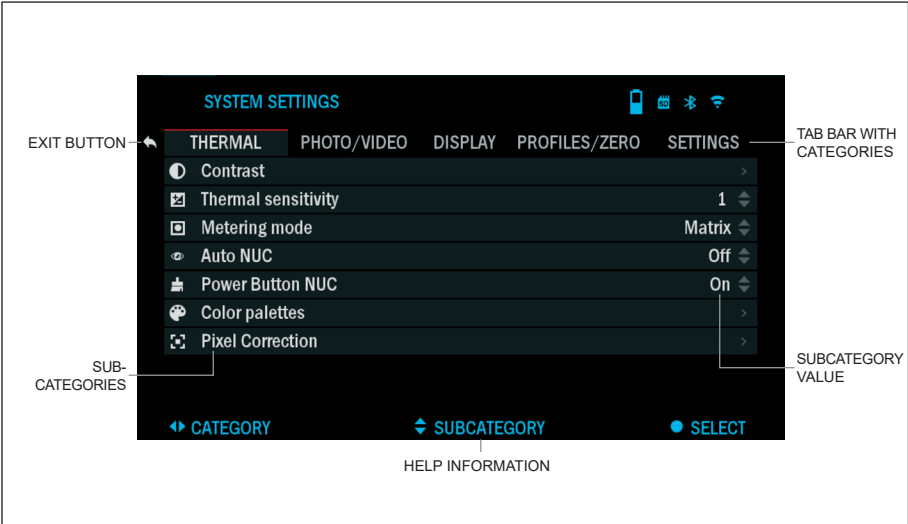 SYSTEM SETTINGS
SD
EXIT BUTTON
THERMAL PHOTO/VIDEO DISPLAY PROFILES/ZERO SETTINGS
TAB BAR WITH
CATEGORIES
Contrast
Thermal sensitivity 1
Metering mode Matrix
Auto NUC Off
Power Button NUC On
Color palettes
Pixel Correction
SUB-
CATEGORIES
SUBCATEGORY
VALUE
CATEGORY SUBCATEGORY SELECT
HELP INFORMATION